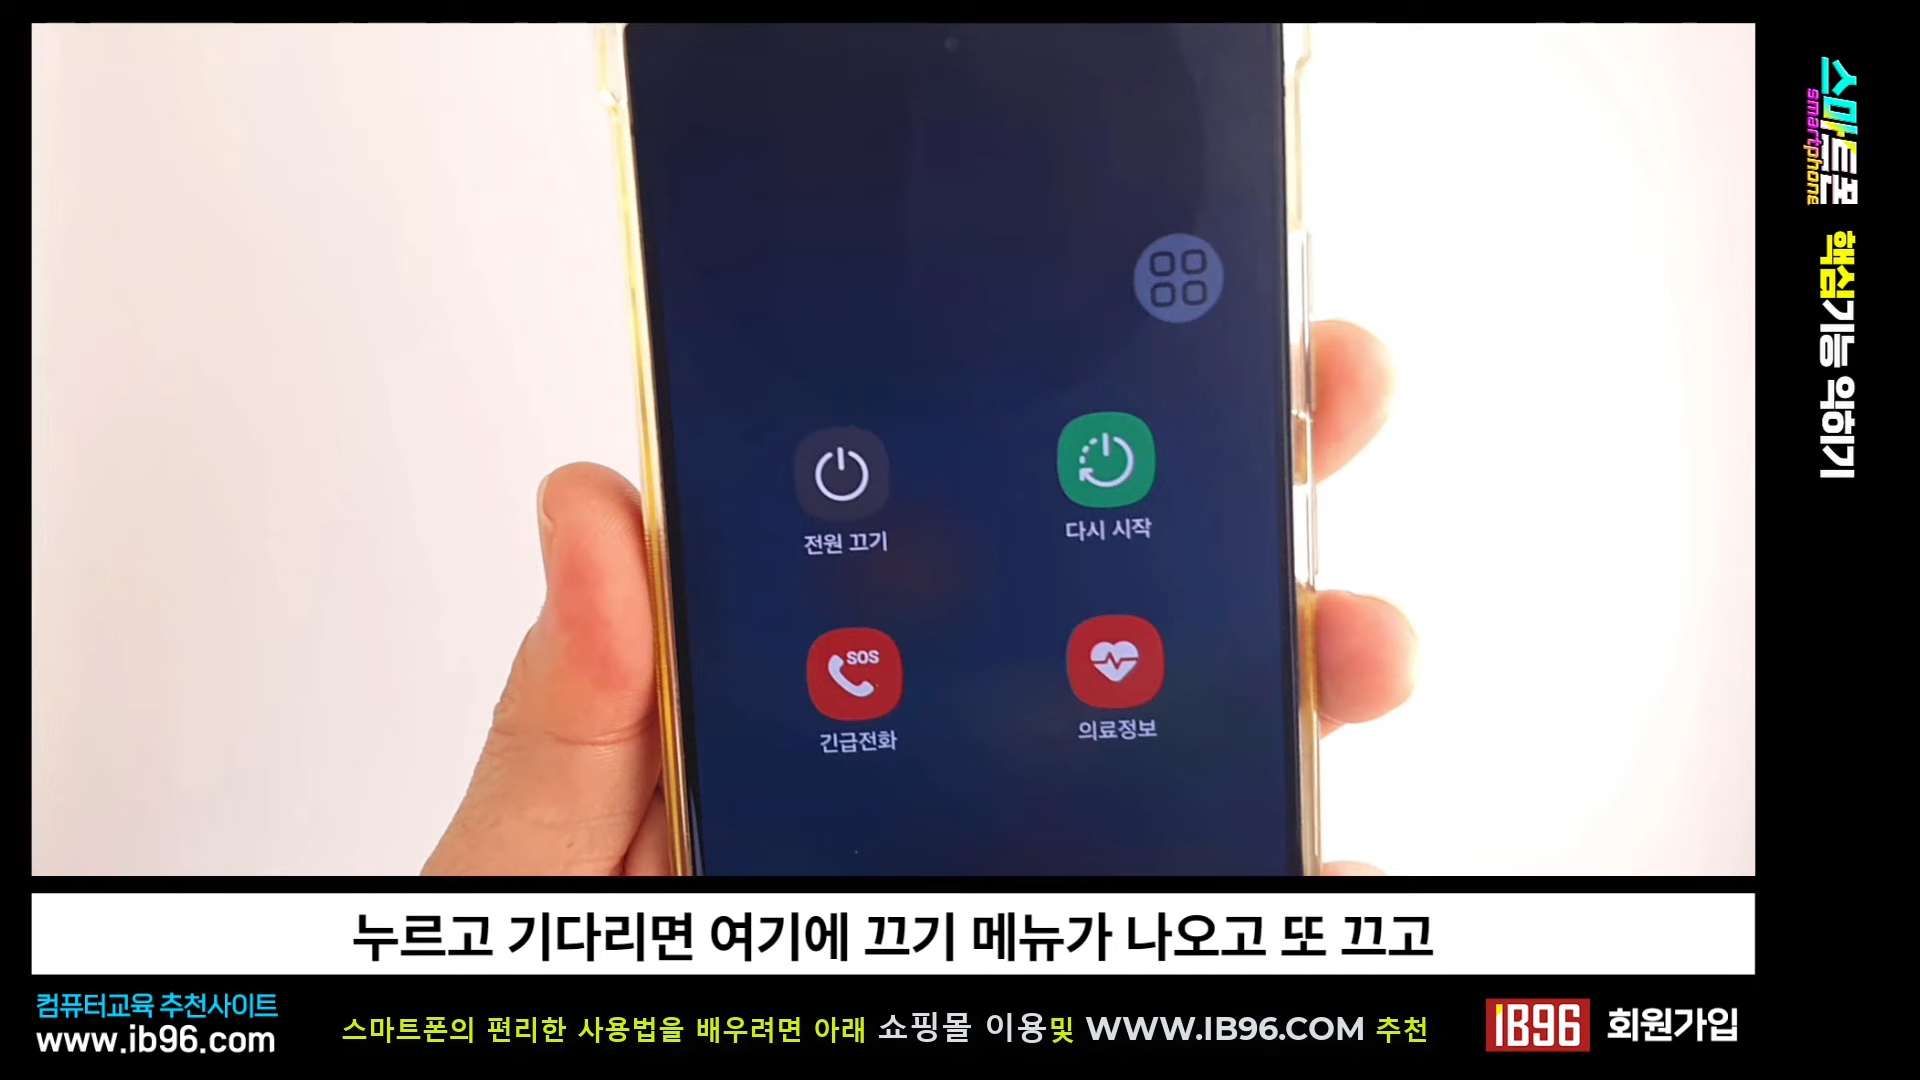 스마트폰
smartphone
핵심기능 익히기
전원 끄기
다시 시작
SOS
긴급전화
의료정보
누르고 기다리면 여기에 끄기 메뉴가 나오고 또 끄고
컴퓨터교육 추천사이트
www.ib96.com
스마트폰의 편리한 사용법을 배우려면 아래 쇼핑몰 이용및 WWW.IB96.COM 추천
IB96 회원가입